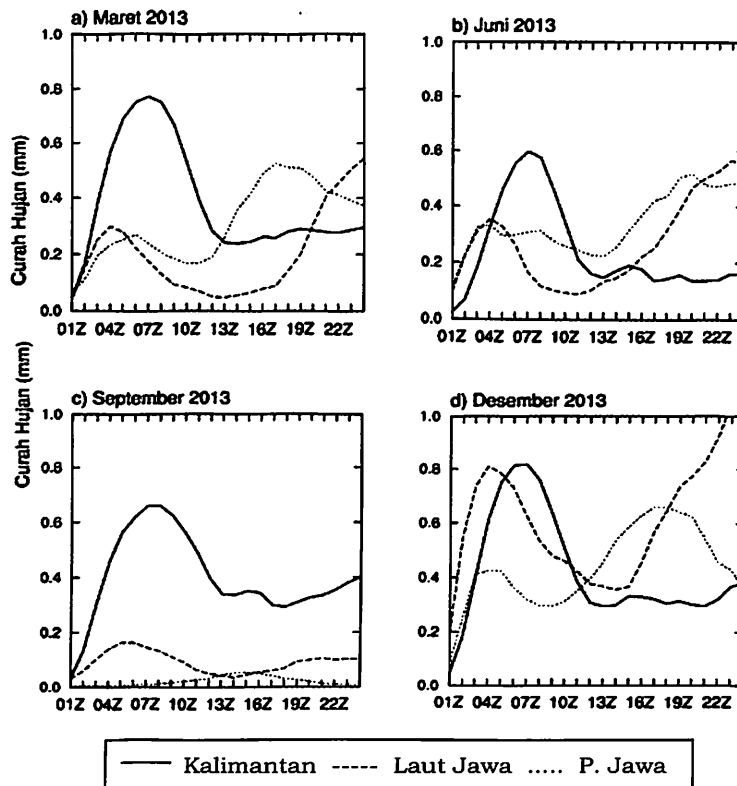 a) Maret 2013
Curah Hujan (mm)
1.0
0.8
0.6
0.4
0.2
0.0
01Z 04Z 07Z 10Z 13Z 16Z 19Z 22Z
b) Juni 2013
1.0
0.8
0.6
0.4
0.2
0.0
01Z 04Z 07Z 10Z 13Z 16Z 19Z 22Z
c) September 2013
Curah Hujan (mm)
1.0
0.8
0.6
0.4
0.2
0.0
01Z 04Z 07Z 10Z 13Z 16Z 19Z 22Z
d) Desember 2013
1.0
0.8
0.6
0.4
0.2
0.0
01Z 04Z 07Z 10Z 13Z 16Z 19Z 22Z
Kalimantan Laut Jawa P. Jawa